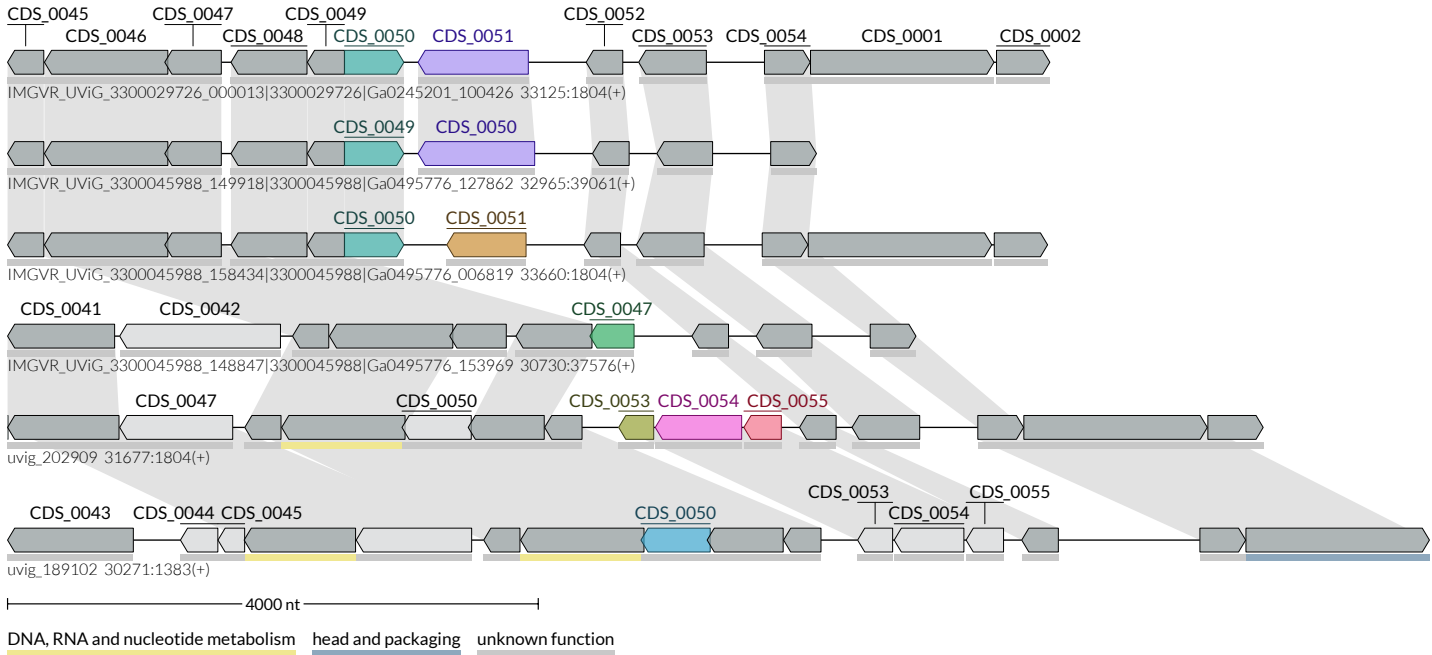 CDS_0045 CDS_0047 CDS_0049 CDS_0052
CDS_0046 CDS_0048 CDS_0050 CDS_0051 CDS_0053 CDS_0054 CDS_0001 CDS_0002
IMGVR_UViG_3300029726_000013|3300029726|Ga0245201_100426 33125:1804(+)
CDS_0049 CDS_0050
IMGVR_UViG_3300045988_149918|3300045988|Ga0495776_127862 32965:39061(+)
CDS_0050 CDS_0051
IMGVR_UViG_3300045988_158434|3300045988|Ga0495776_006819 33660:1804(+)
CDS_0041 CDS_0042 CDS_0047
IMGVR_UViG_3300045988_148847|3300045988|Ga0495776_153969 30730:37576(+)
CDS_0047 CDS_0050 CDS_0053 CDS_0054 CDS_0055
uvig_202909 31677:1804(+)
CDS_0053 CDS_0055
CDS_0043 CDS_0044 CDS_0045 CDS_0050 CDS_0054
uvig_189102 30271:1383(+)
4000 nt
DNA, RNA and nucleotide metabolism head and packaging unknown function